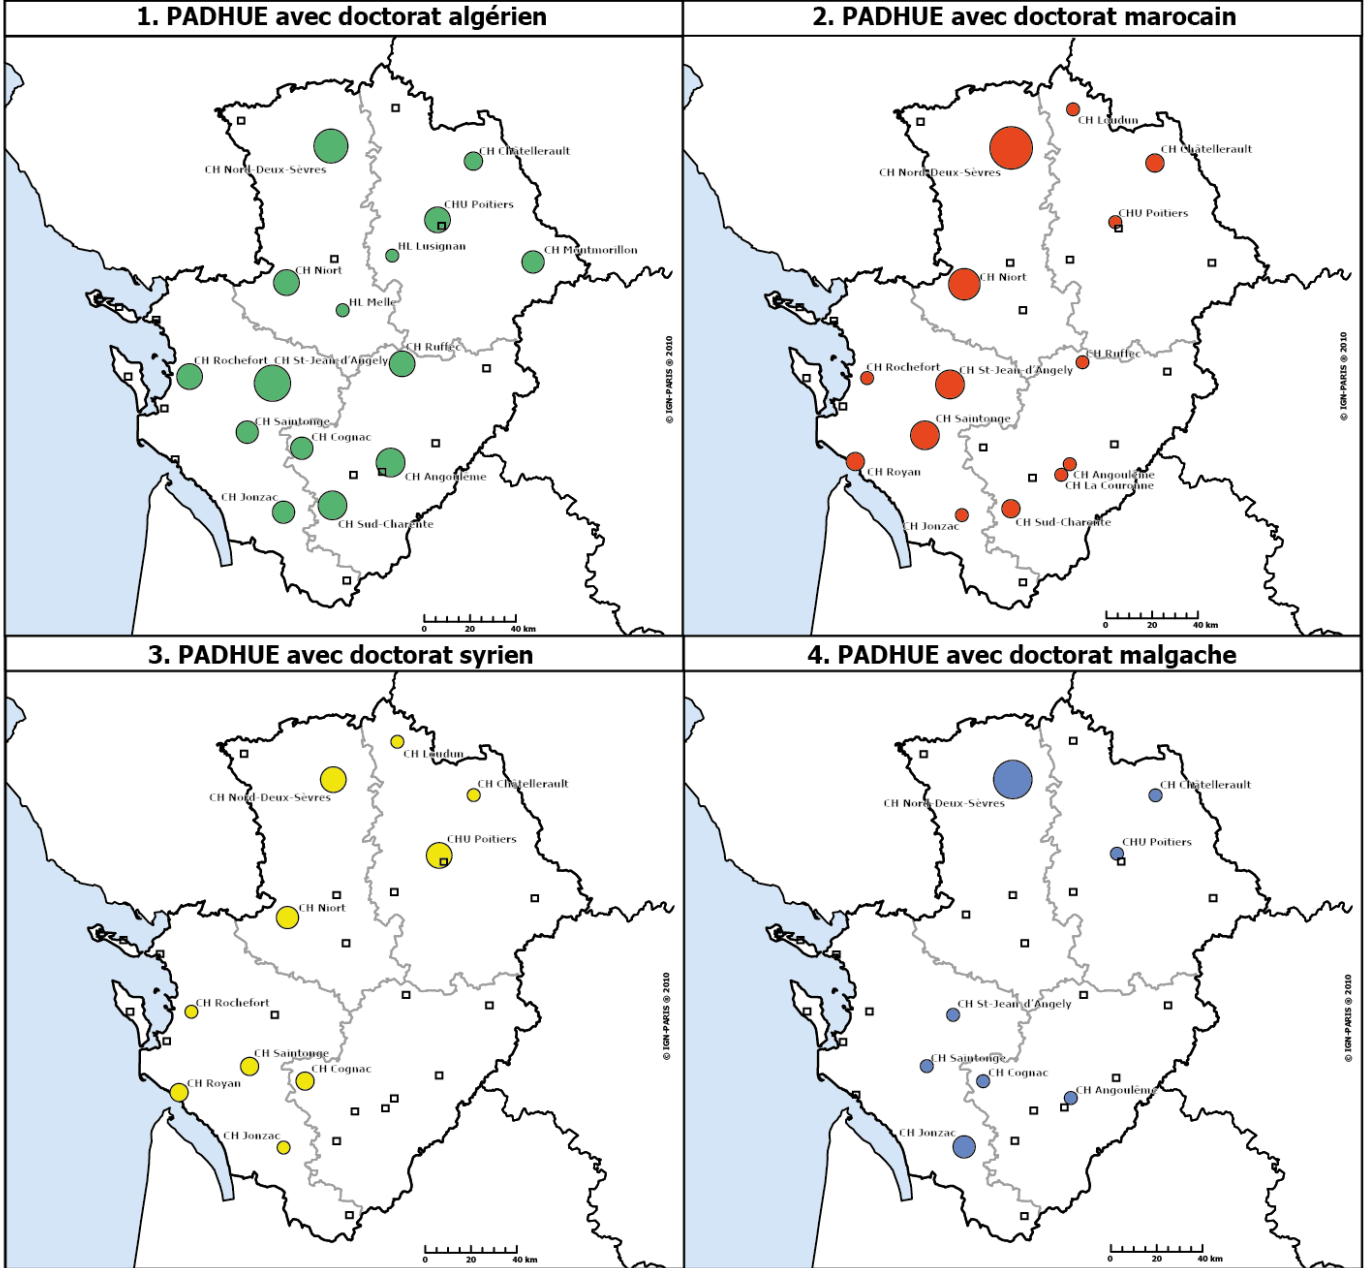 1. PADHUE avec doctorat algérien
CH Nord-Deux-Sèvres
CH Châtellerault
CHU Poitiers
HL Lusignan
CH Montmorillon
CH Niort
HL Melle
CH Ruffec
CH Rochefort
CH St-Jean-d'Angely
CH Saintonge
CH Cognac
CH Angoulême
CH Jonzac
CH Sud-Charente
© IGN-PARIS ® 2010
0 20 40 km
2. PADHUE avec doctorat marocain
CH Loudun
CH Nord-Deux-Sèvres
CH Châtellerault
CHU Poitiers
CH Niort
CH Ruffec
CH Rochefort
CH St-Jean-d'Angely
CH Saintonge
CH Royan
CH Angoulême
CH La Couronne
CH Jonzac
CH Sud-Charente
© IGN-PARIS ® 2010
0 20 40 km
3. PADHUE avec doctorat syrien
CH Loudun
CH Nord-Deux-Sèvres
CH Châtellerault
CHU Poitiers
CH Niort
CH Rochefort
CH Saintonge
CH Cognac
CH Royan
CH Jonzac
© IGN-PARIS ® 2010
0 20 40 km
4. PADHUE avec doctorat malgache
CH Nord-Deux-Sèvres
CH Châtellerault
CHU Poitiers
CH St-Jean-d'Angely
CH Saintonge
CH Cognac
CH Angoulême
CH Jonzac
© IGN-PARIS ® 2010
0 20 40 km